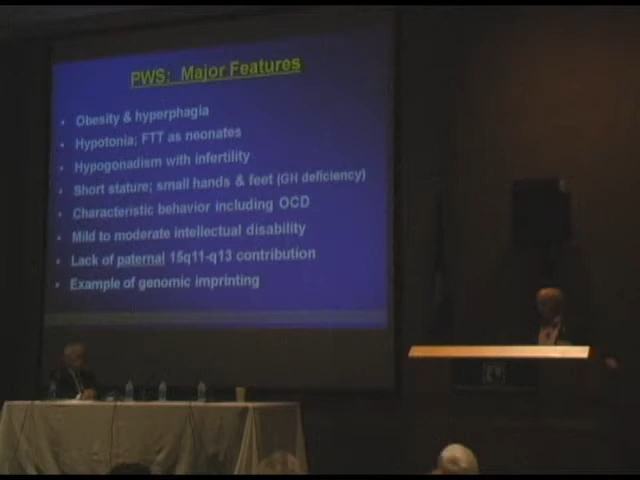 PWS: Major Features
• Obesity & hyperphagia
• Hypotonia; FTT as neonates
• Hypogonadism with infertility
• Short stature; small hands & feet (GH deficiency)
• Characteristic behavior including OCD
• Mild to moderate intellectual disability
• Lack of paternal 15q11-q13 contribution
• Example of genomic imprinting